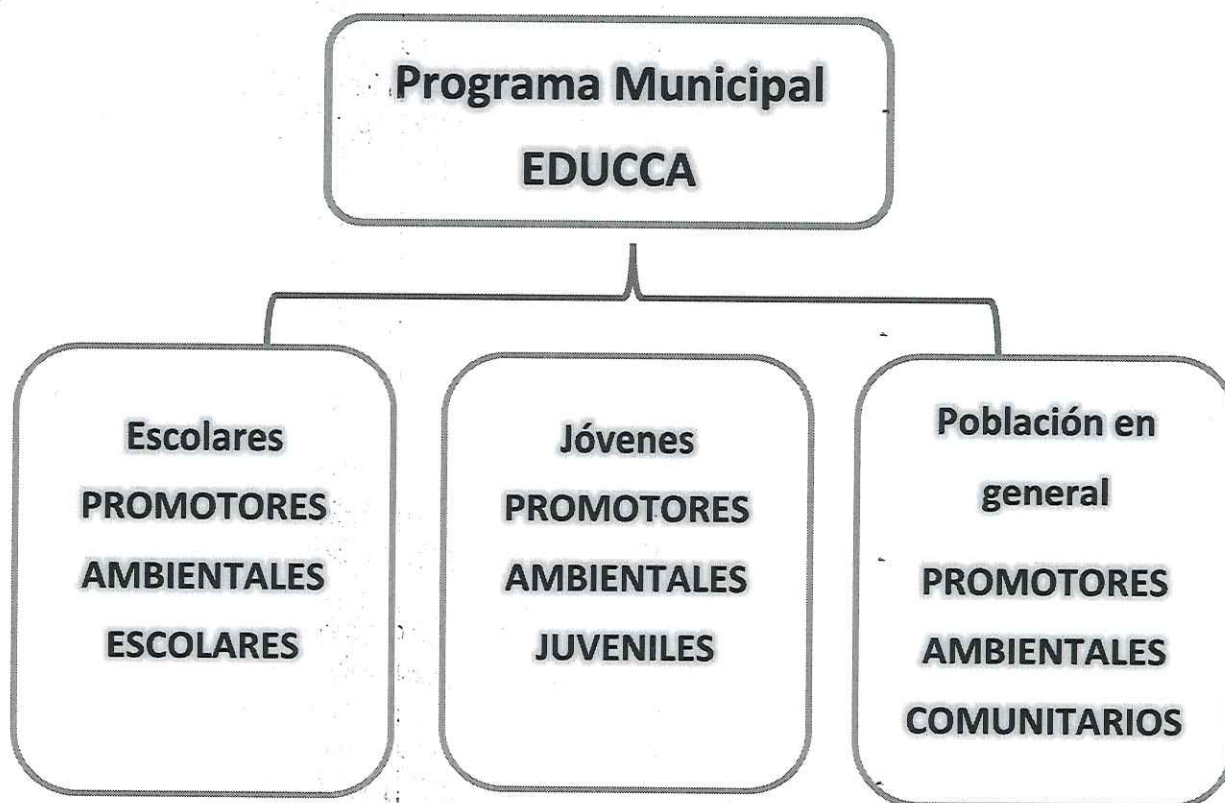 Programa Municipal
EDUCCA
Escolares
PROMOTORES
AMBIENTALES
ESCOLARES
Jóvenes
PROMOTORES
AMBIENTALES
JUVENILES
Población en
general
PROMOTORES
AMBIENTALES
COMUNITARIOS